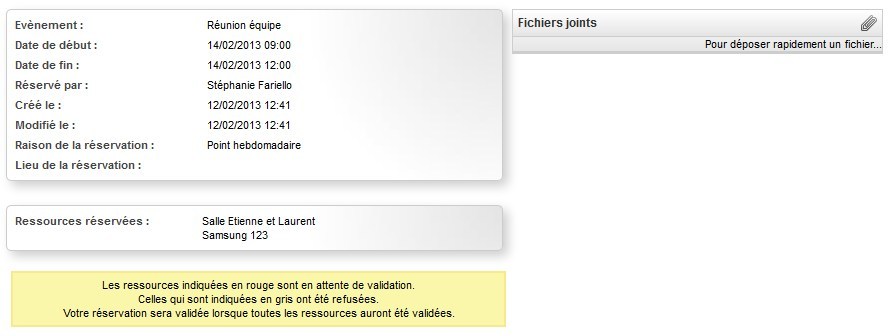 Evènement : Réunion équipe
Date de début : 14/02/2013 09:00
Date de fin : 14/02/2013 12:00
Réservé par : Stéphanie Fariello
Créé le : 12/02/2013 12:41
Modifié le : 12/02/2013 12:41
Raison de la réservation : Point hebdomadaire
Lieu de la réservation :
Ressources réservées : Salle Etienne et Laurent
Samsung 123
Les ressources indiquées en rouge sont en attente de validation.
Celles qui sont indiquées en gris ont été refusées.
Votre réservation sera validée lorsque toutes les ressources auront été validées.
Fichiers joints
Pour déposer rapidement un fichier...